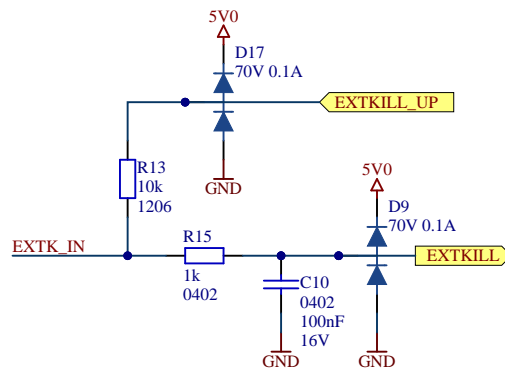 5V0
D17
70V 0.1A
EXTKILL_UP
R13
10k
1206
GND
5V0
D9
70V 0.1A
EXTK_IN
R15
1k
0402
EXTKILL
C10
0402
100nF
16V
GND
GND